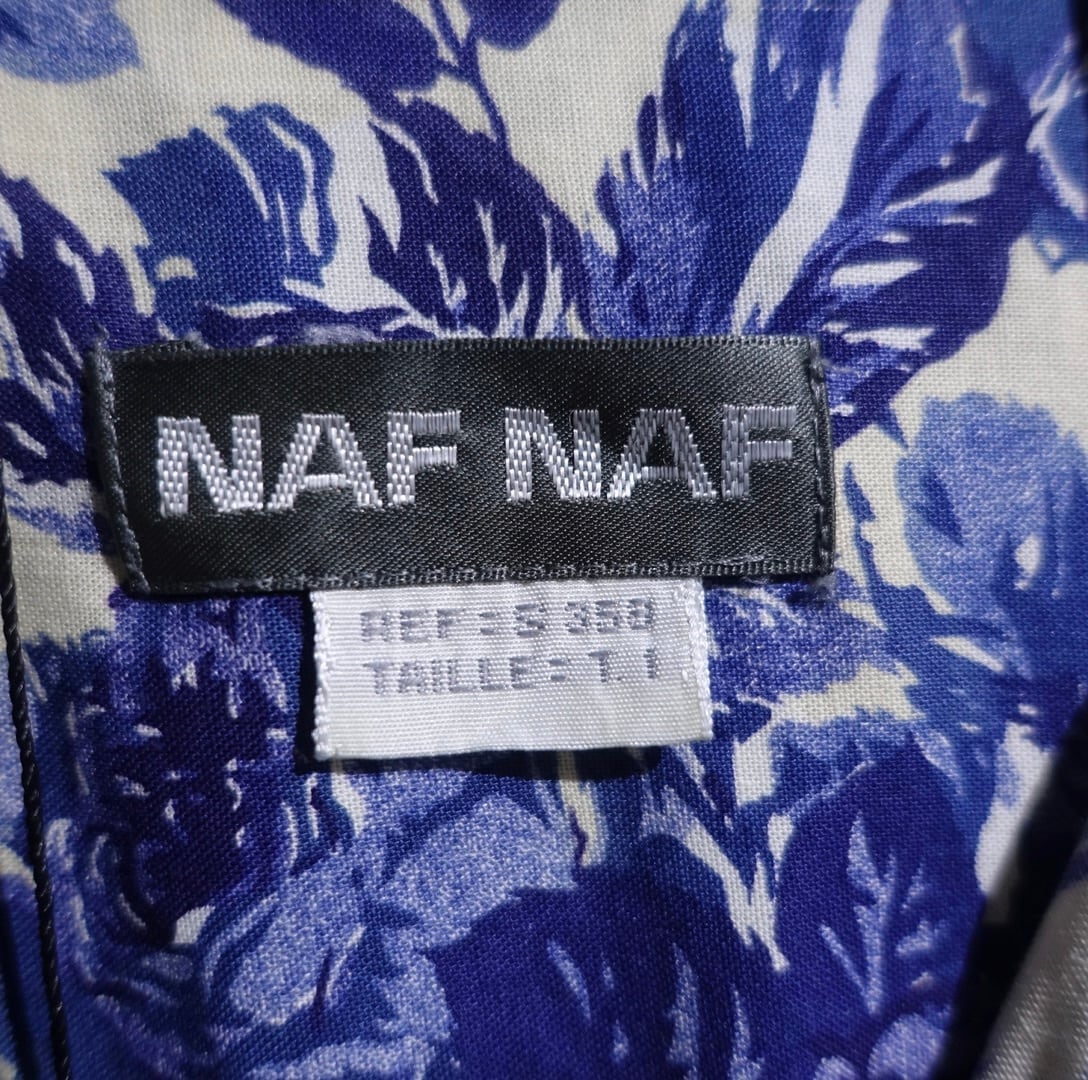 NAF NAF
REF = S 358
TAILLE = T. 1